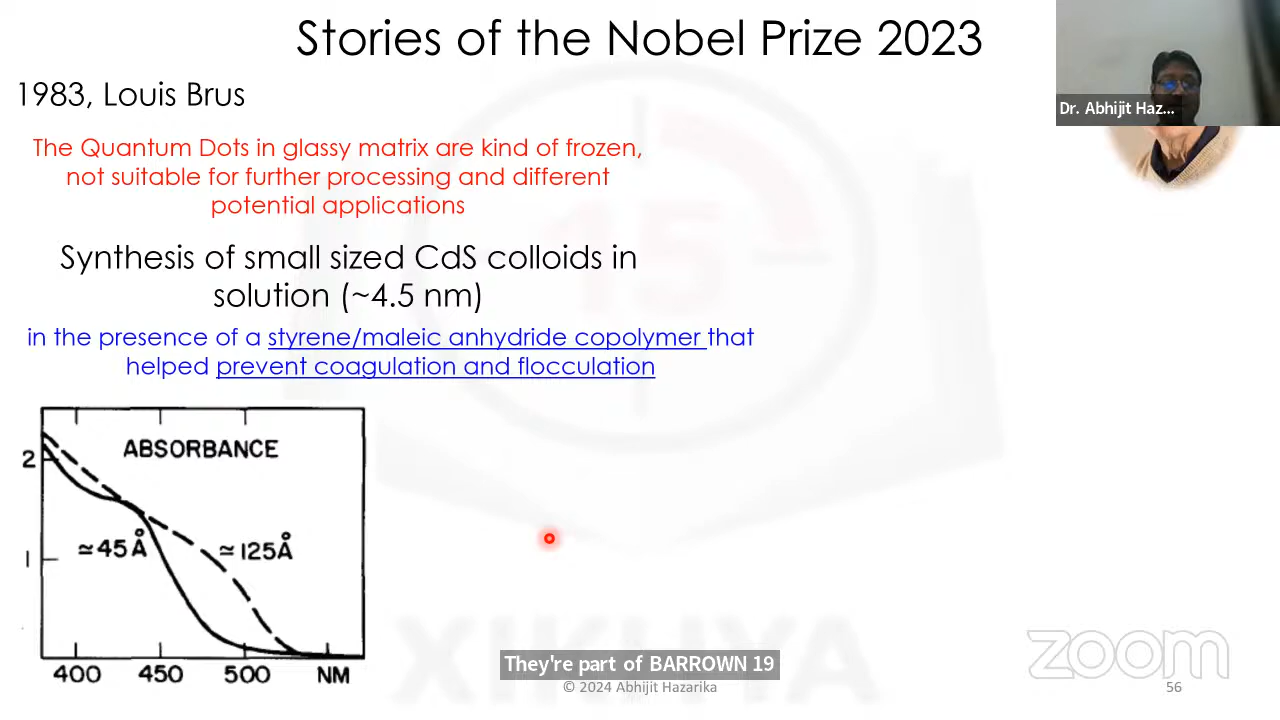 Stories of the Nobel Prize 2023
1983, Louis Brus
Dr. Abhijit Haz...
The Quantum Dots in glassy matrix are kind of frozen,
not suitable for further processing and different
potential applications
Synthesis of small sized CdS colloids in
solution (~4.5 nm)
in the presence of a styrene/maleic anhydride copolymer that
helped prevent coagulation and flocculation
ABSORBANCE
2
≃45Å
≃125Å
1
400 450 500 NM
15
XIKHYA
They're part of BARROWN 19
© 2024 Abhijit Hazarika
zoom
56